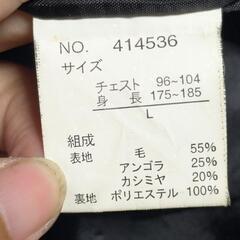 NO. 414536
サイズ
チェスト 96~104
身長 175~185
L
組成
表地 毛 55%
アンゴラ 25%
カシミヤ 20%
裏地 ポリエステル 100%